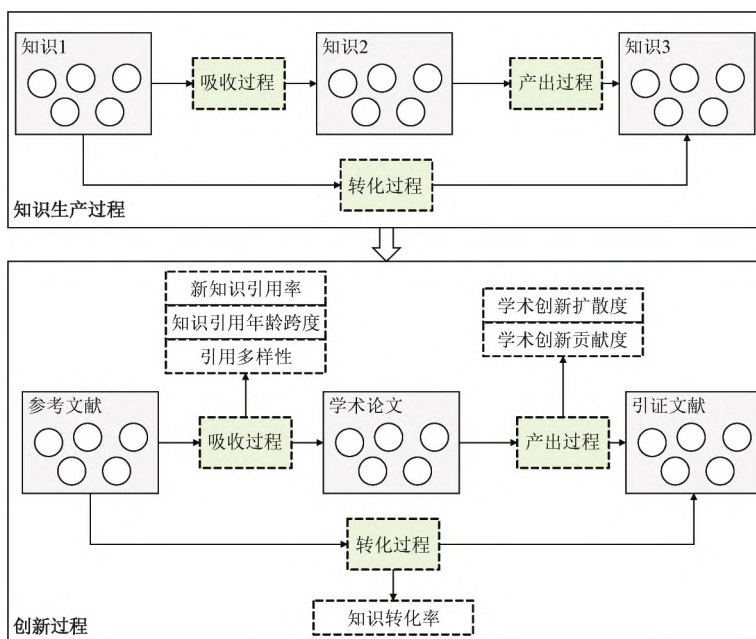 知识1
知识2
知识3
吸收过程
产出过程
转化过程
知识生产过程
新知识引用率
知识引用年龄跨度
引用多样性
学术创新扩散度
学术创新贡献度
参考文献
学术论文
引证文献
吸收过程
产出过程
转化过程
知识转化率
创新过程